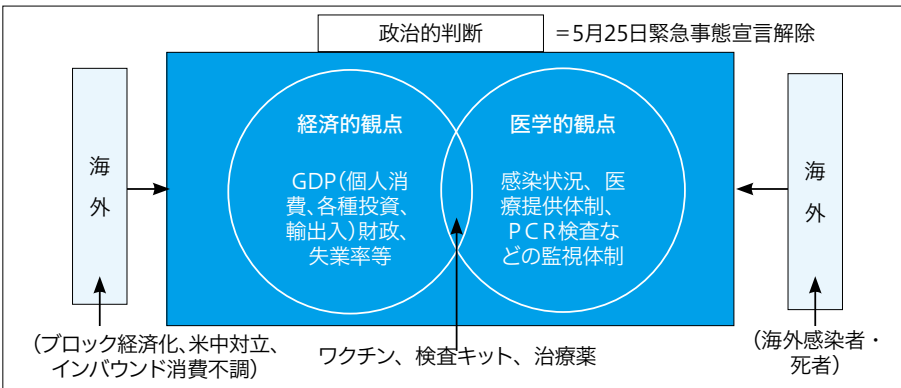 政治的判断 =5月25日緊急事態宣言解除
海外
経済的観点
GDP(個人消
費、各種投資、
輸出入)財政、
失業率等
医学的観点
感染状況、医
療提供体制、
PCR検査な
どの監視体制
海外
(ブロック経済化、米中対立、
インバウンド消費不調)
ワクチン、検査キット、治療薬
(海外感染者・
死者)